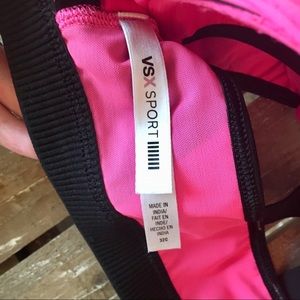 VSX SPORT
MADE IN
INDIA/
FAIT EN
INDE/
HECHO EN
INDIA
32C